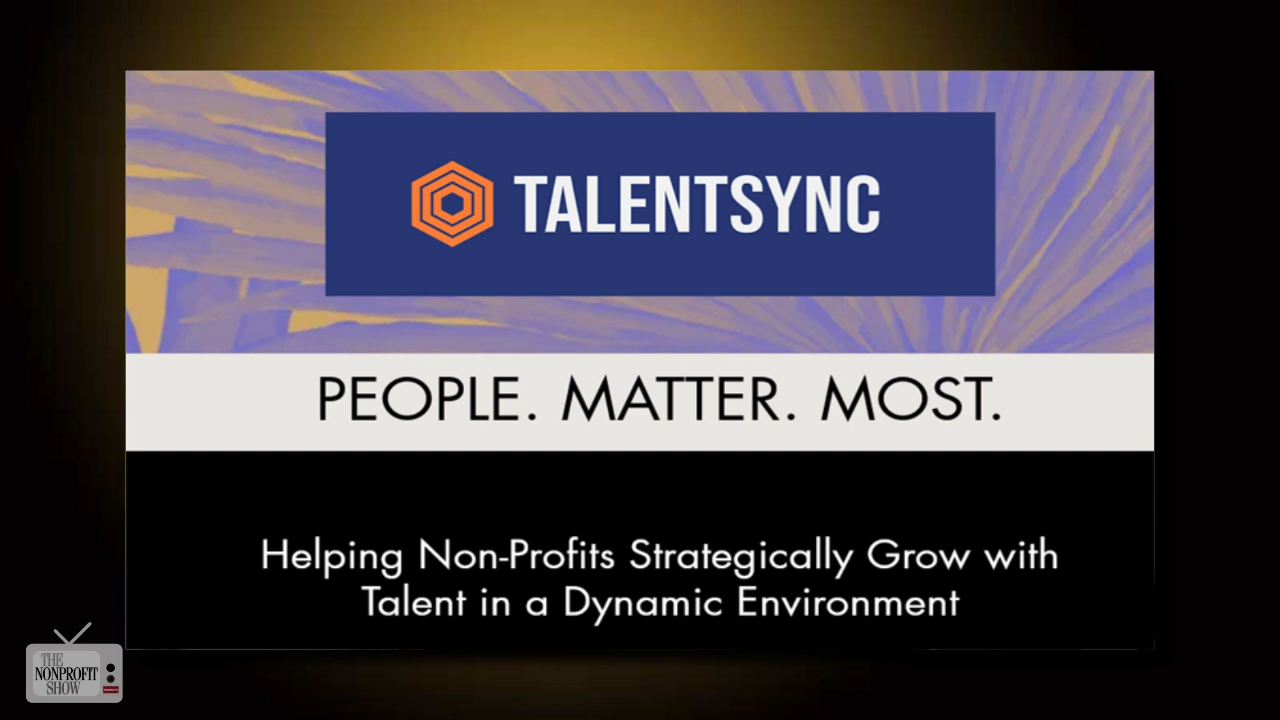 TALENTSYNC
PEOPLE. MATTER. MOST.
Helping Non-Profits Strategically Grow with
Talent in a Dynamic Environment
THE
NONPROFIT
SHOW